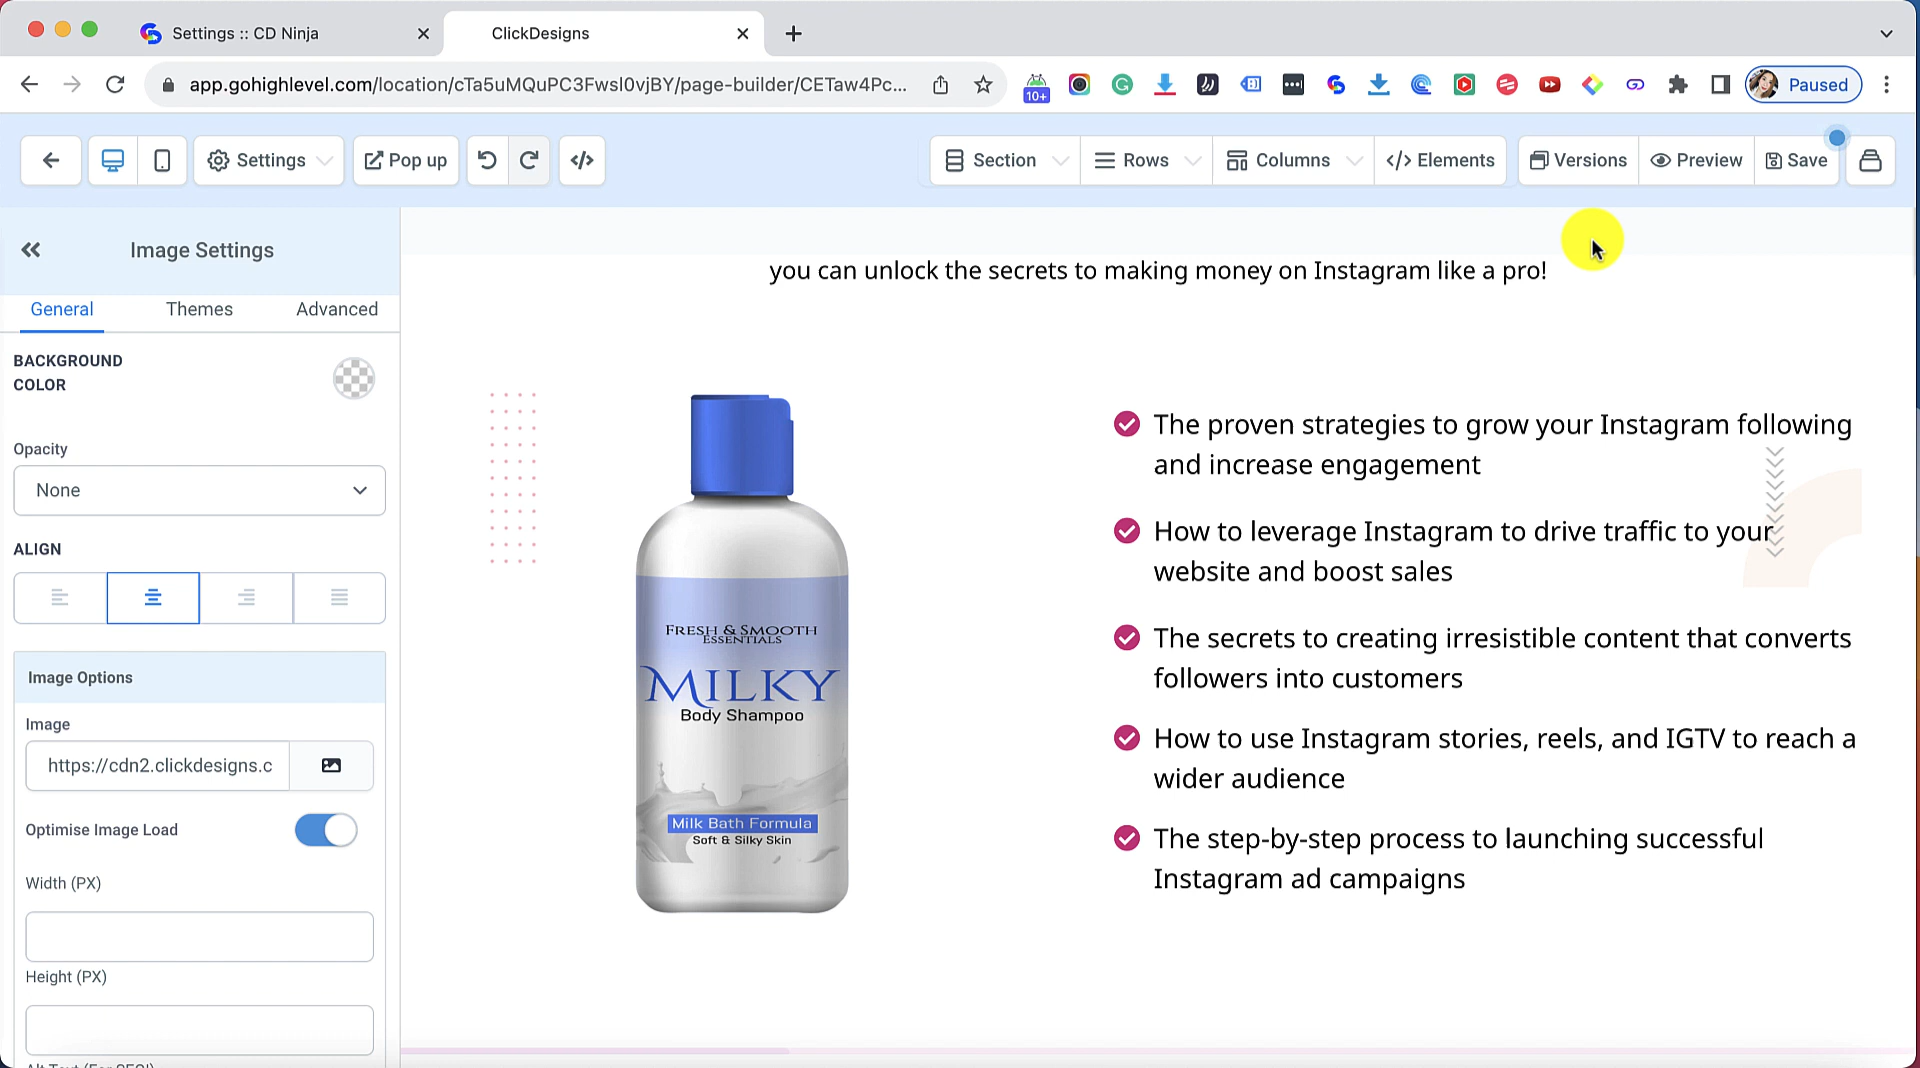 Settings :: CD Ninja
ClickDesigns
app.gohighlevel.com/location/cTa5uMQuPC3Fwsl0vjBY/page-builder/CETaw4Pc...
10+
Paused
Settings
Pop up
Section
Rows
Columns
Elements
Versions
Preview
Save
Image Settings
General
Themes
Advanced
BACKGROUND
COLOR
Opacity
None
ALIGN
Image Options
Image
https://cdn2.clickdesigns.c
Optimise Image Load
Width (PX)
Height (PX)
you can unlock the secrets to making money on Instagram like a pro!
FRESH & SMOOTH
ESSENTIALS
MILKY
Body Shampoo
Milk Bath Formula
Soft & Silky Skin
The proven strategies to grow your Instagram following
and increase engagement
How to leverage Instagram to drive traffic to your
website and boost sales
The secrets to creating irresistible content that converts
followers into customers
How to use Instagram stories, reels, and IGTV to reach a
wider audience
The step-by-step process to launching successful
Instagram ad campaigns